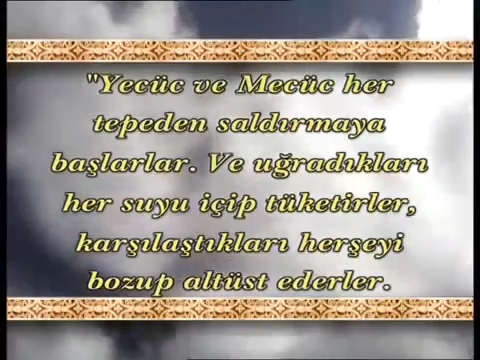 "Yecüc ve Mecüc her
tepeden saldırmaya
başlarlar. Ve uğradıkları
her suyu içip tüketirler,
karşılaştıkları herşeyi
bozup altüst ederler.